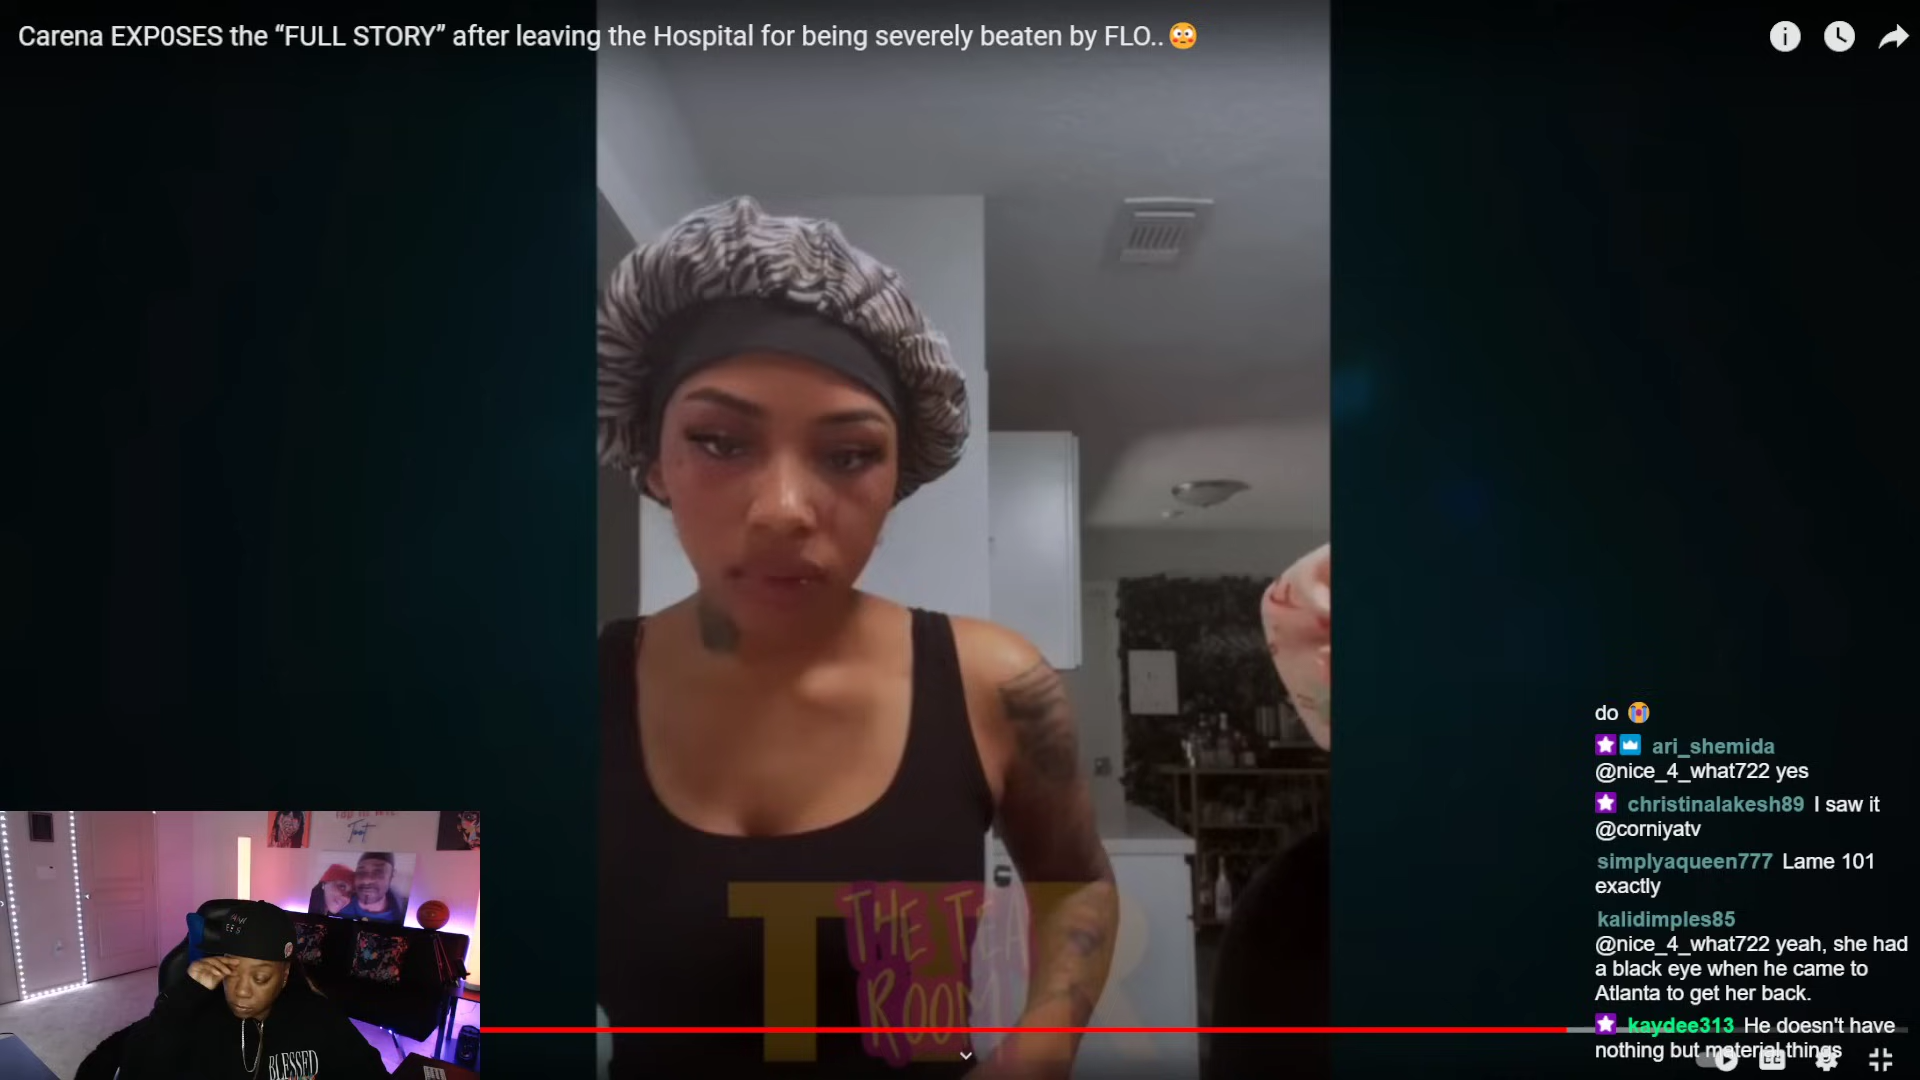 Carena EXP0SES the “FULL STORY” after leaving the Hospital for being severely beaten by FLO..😳
do 😭
ari_shemida
@nice_4_what722 yes
christinalakesh89 I saw it
@corniyatv
simplyaqueen777 Lame 101
exactly
kalidimples85
@nice_4_what722 yeah, she had
a black eye when he came to
Atlanta to get her back.
kaydee313 He doesn't have
nothing but material things
THE TEA
ROOM
BLESSED